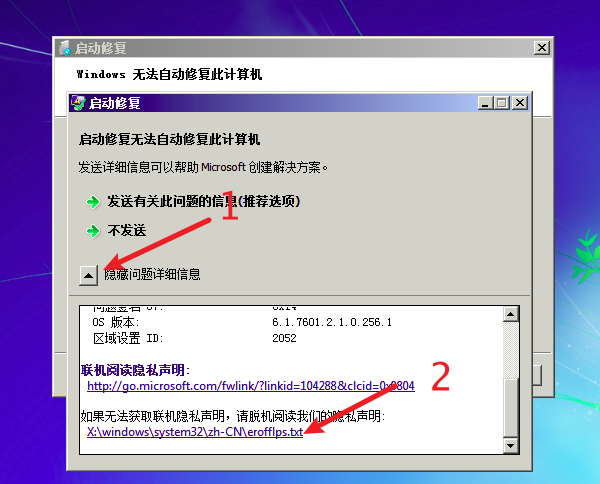 启动修复
Windows 无法自动修复此计算机
启动修复
启动修复无法自动修复此计算机
发送详细信息可以帮助 Microsoft 创建解决方案。
发送有关此问题的信息(推荐选项)
1
不发送
隐藏问题详细信息
OS 版本: 6.1.7601.2.1.0.256.1
区域设置 ID: 2052
联机阅读隐私声明:
http://go.microsoft.com/fwlink/?linkid=104288&clcid=0x0804
2
如果无法获取联机隐私声明，请脱机阅读我们的隐私声明:
X:\windows\system32\zh-CN\erofflps.txt